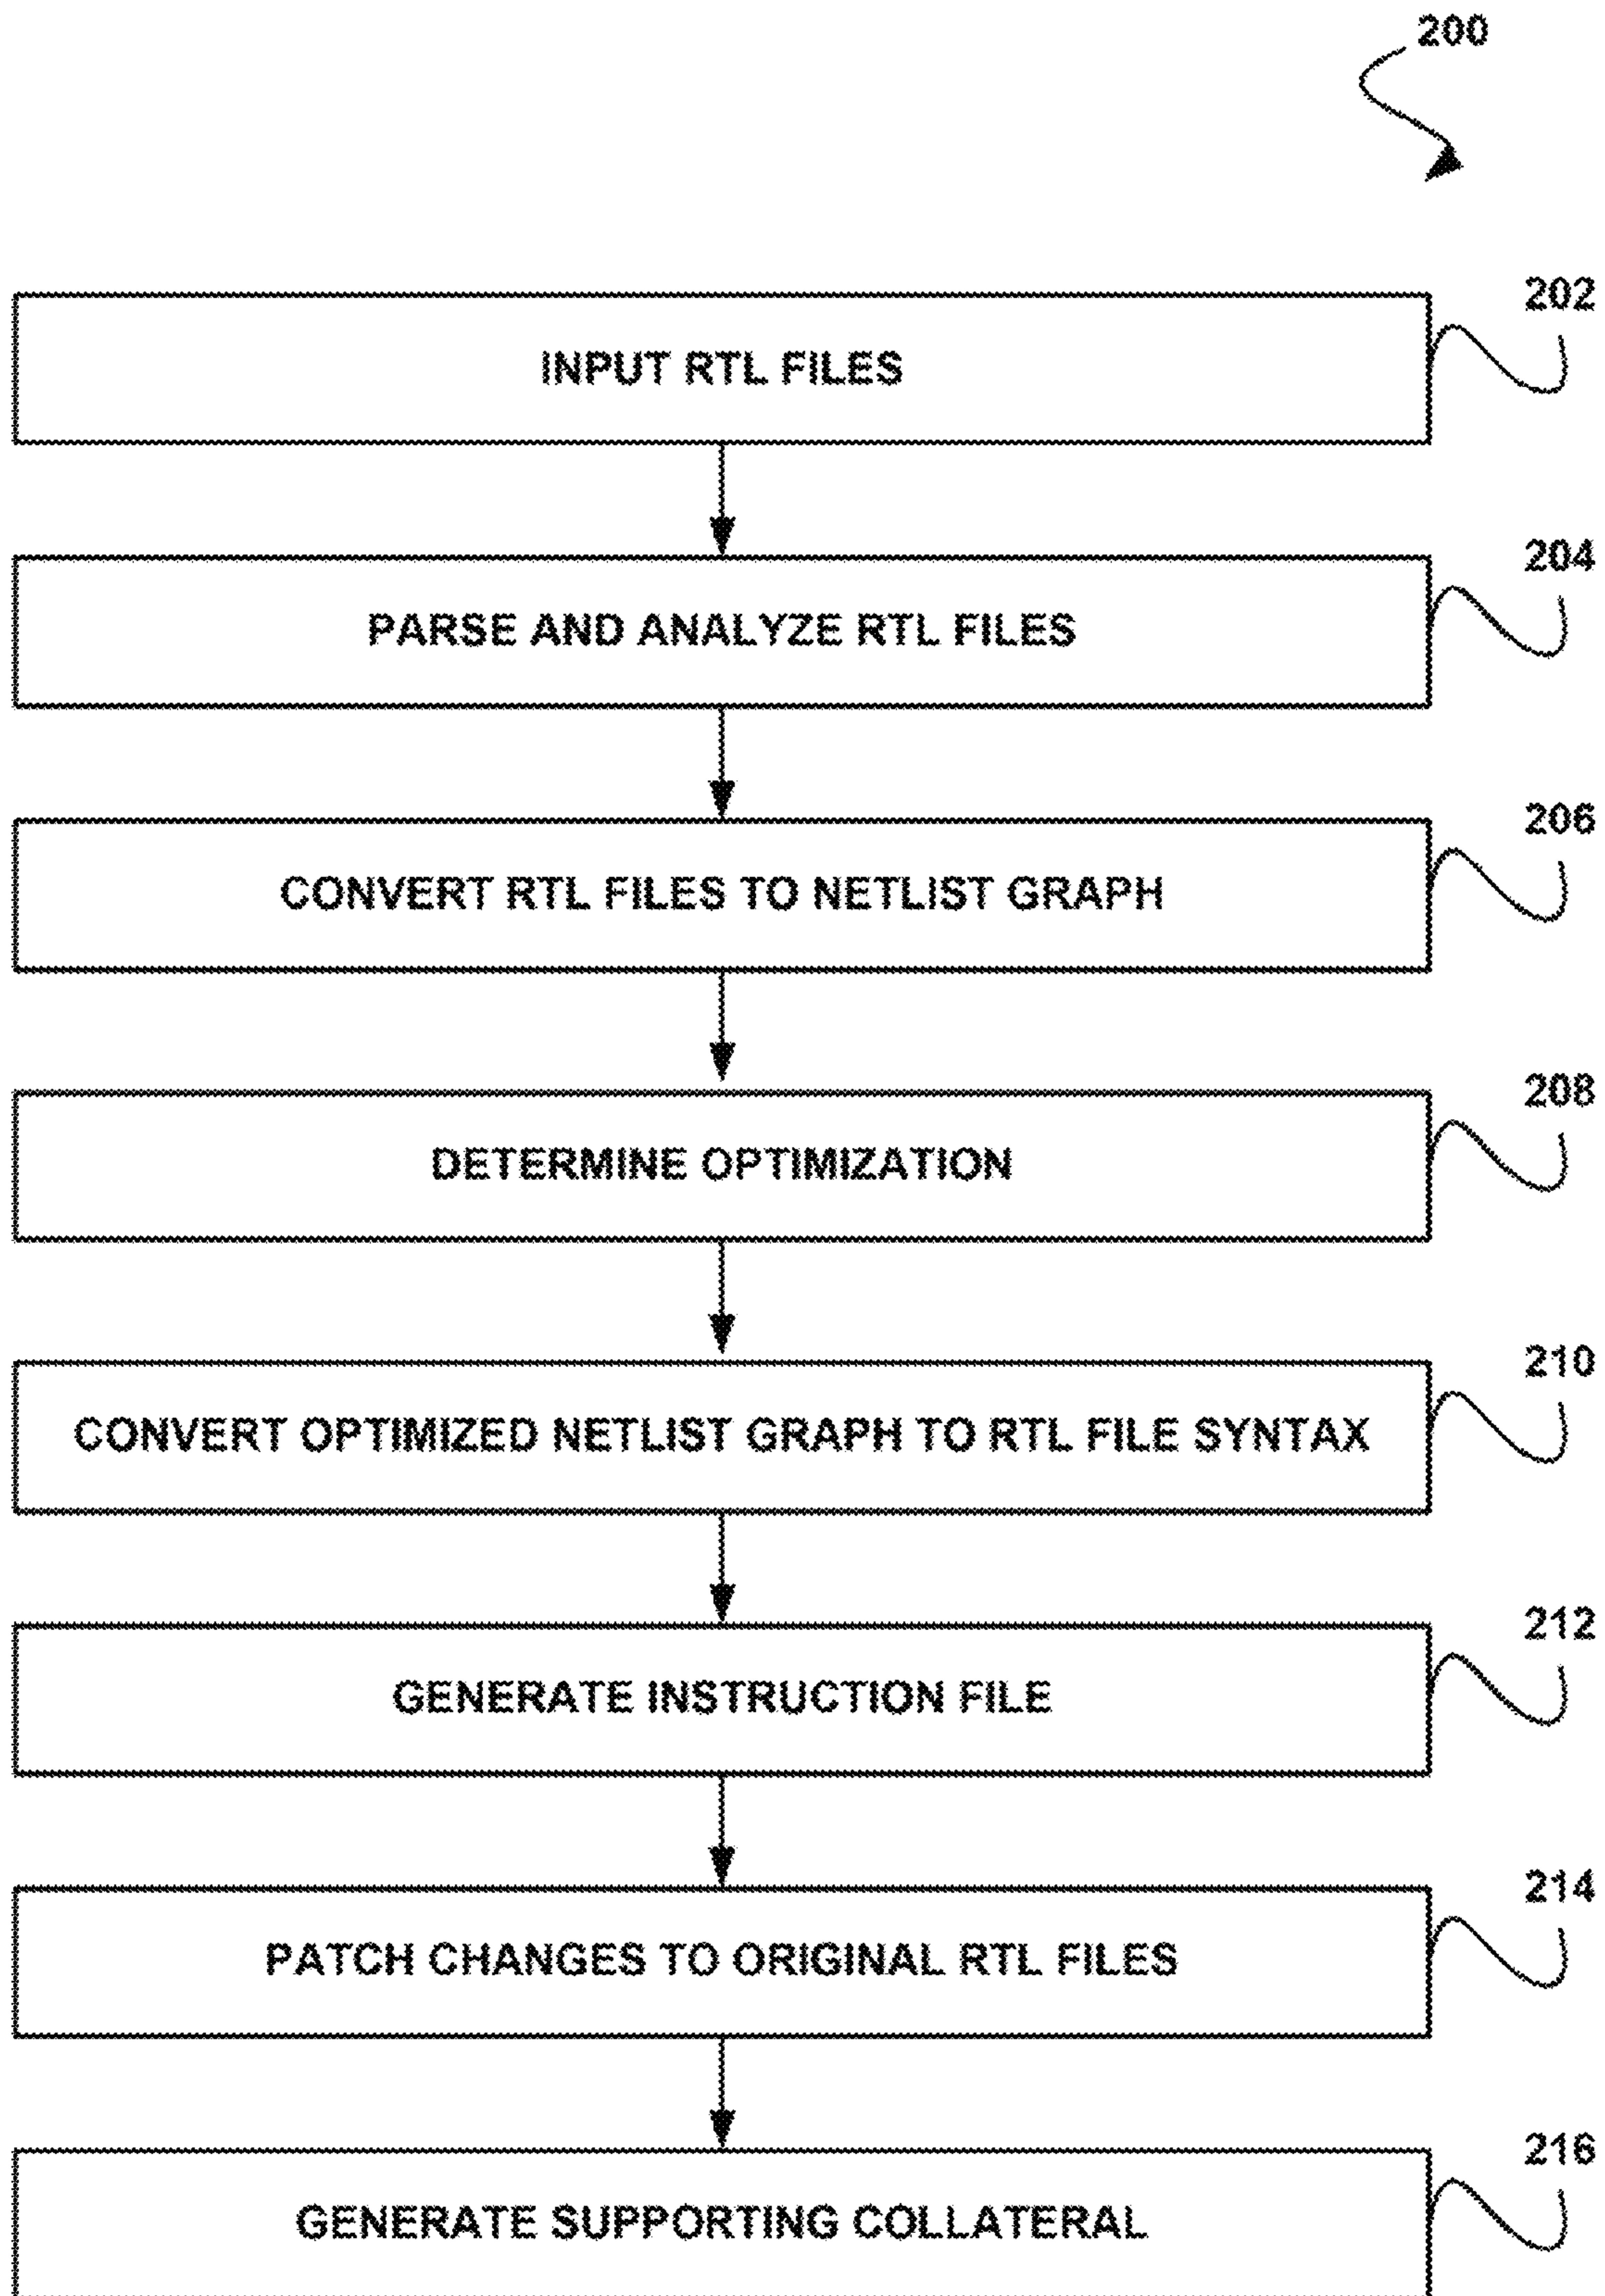 200
202
INPUT RTL FILES
204
PARSE AND ANALYZE RTL FILES
206
CONVERT RTL FILES TO NETLIST GRAPH
208
DETERMINE OPTIMIZATION
210
CONVERT OPTIMIZED NETLIST GRAPH TO RTL FILE SYNTAX
212
GENERATE INSTRUCTION FILE
214
PATCH CHANGES TO ORIGINAL RTL FILES
216
GENERATE SUPPORTING COLLATERAL